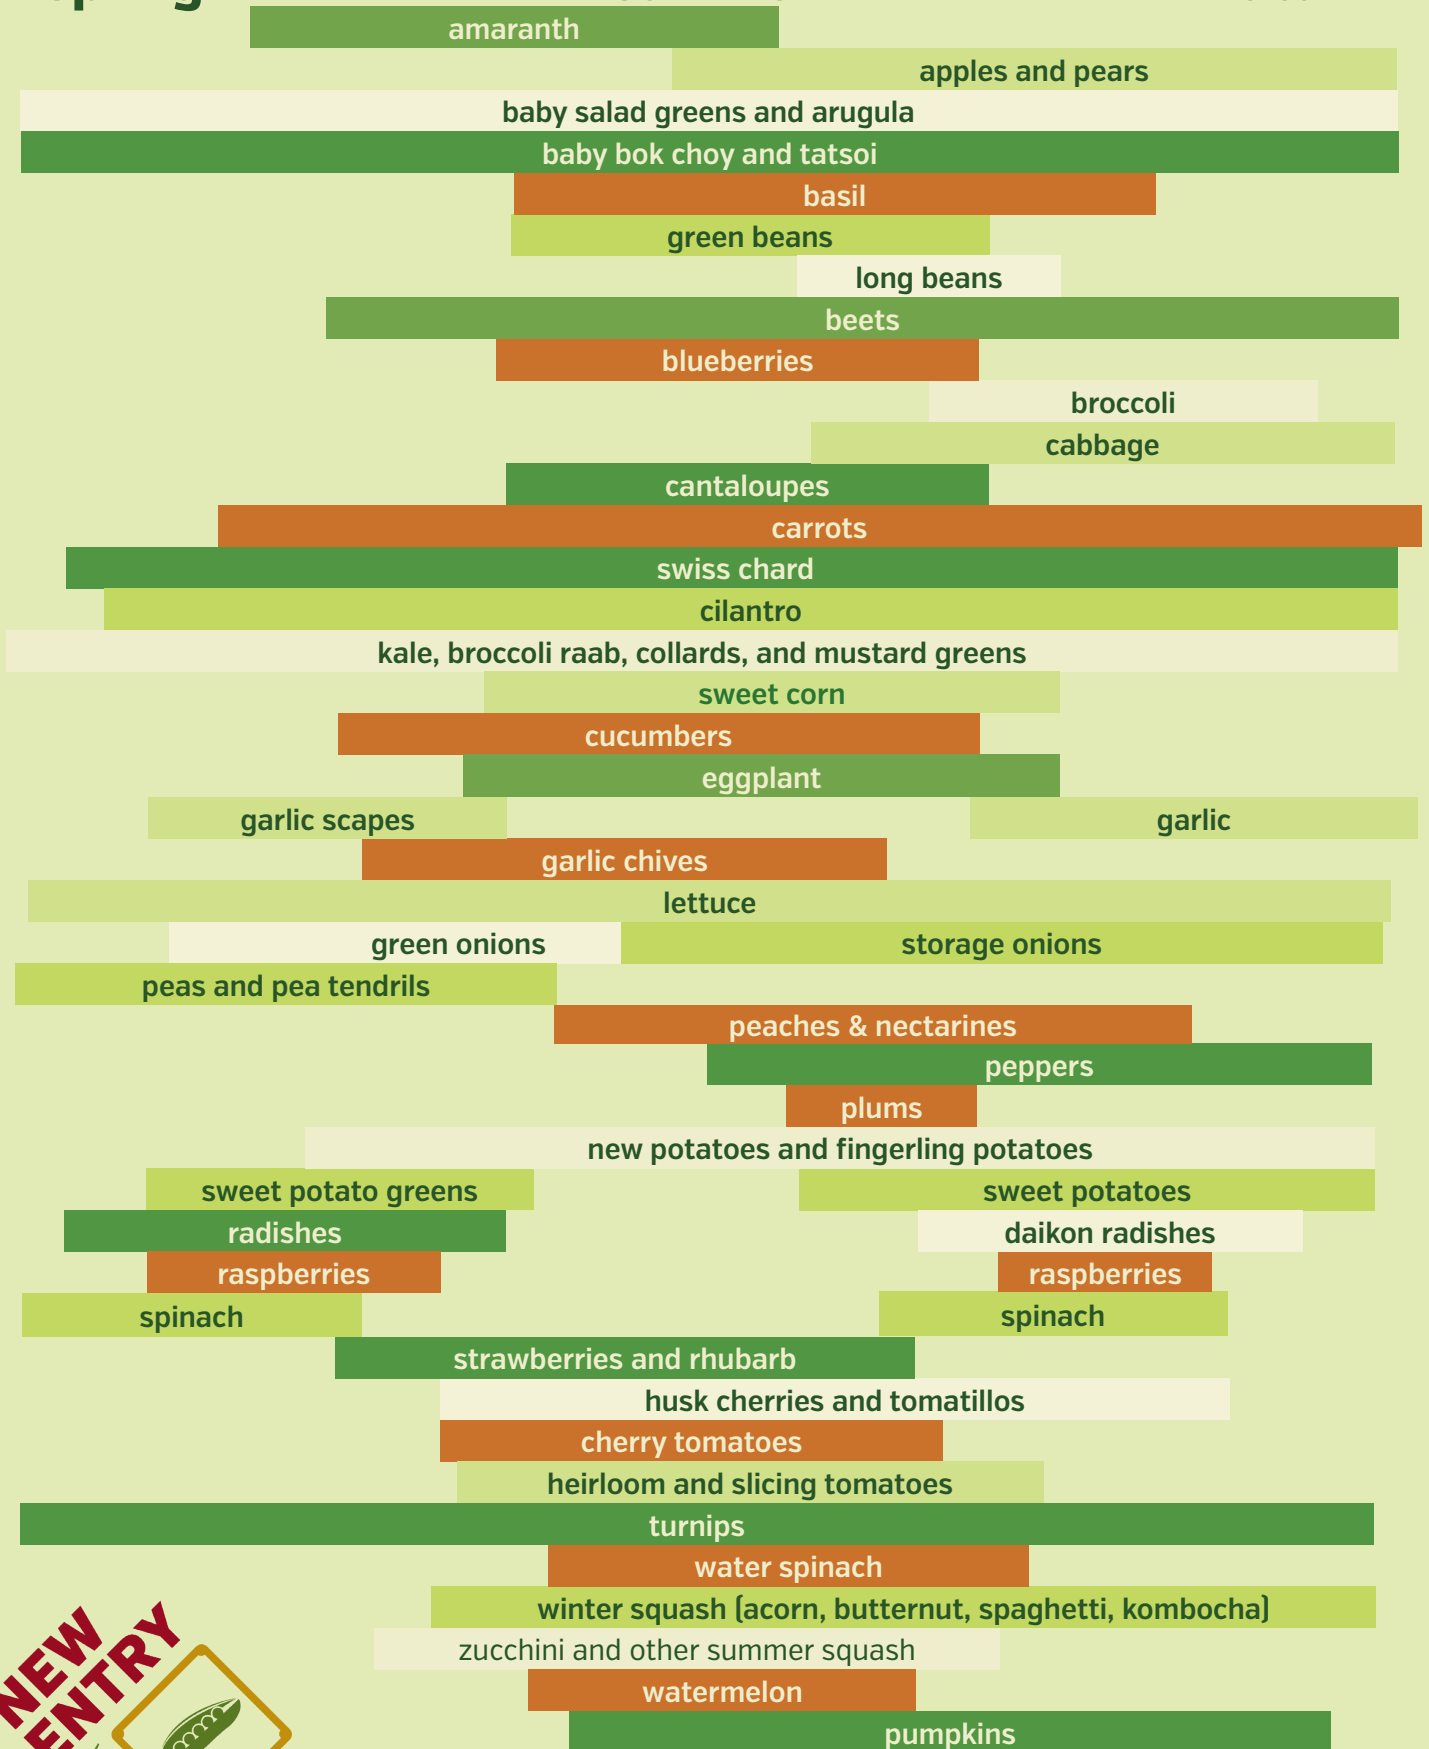 amaranth
apples and pears
baby salad greens and arugula
baby bok choy and tatsoi
basil
green beans
long beans
beets
blueberries
broccoli
cabbage
cantaloupes
carrots
swiss chard
cilantro
kale, broccoli raab, collards, and mustard greens
sweet corn
cucumbers
eggplant
garlic scapes garlic
garlic chives
lettuce
green onions storage onions
peas and pea tendrils
peaches & nectarines
peppers
plums
new potatoes and fingerling potatoes
sweet potato greens sweet potatoes
radishes daikon radishes
raspberries raspberries
spinach spinach
strawberries and rhubarb
husk cherries and tomatillos
cherry tomatoes
heirloom and slicing tomatoes
turnips
water spinach
winter squash (acorn, butternut, spaghetti, kombocha)
zucchini and other summer squash
watermelon
pumpkins
NEW
ENTRY